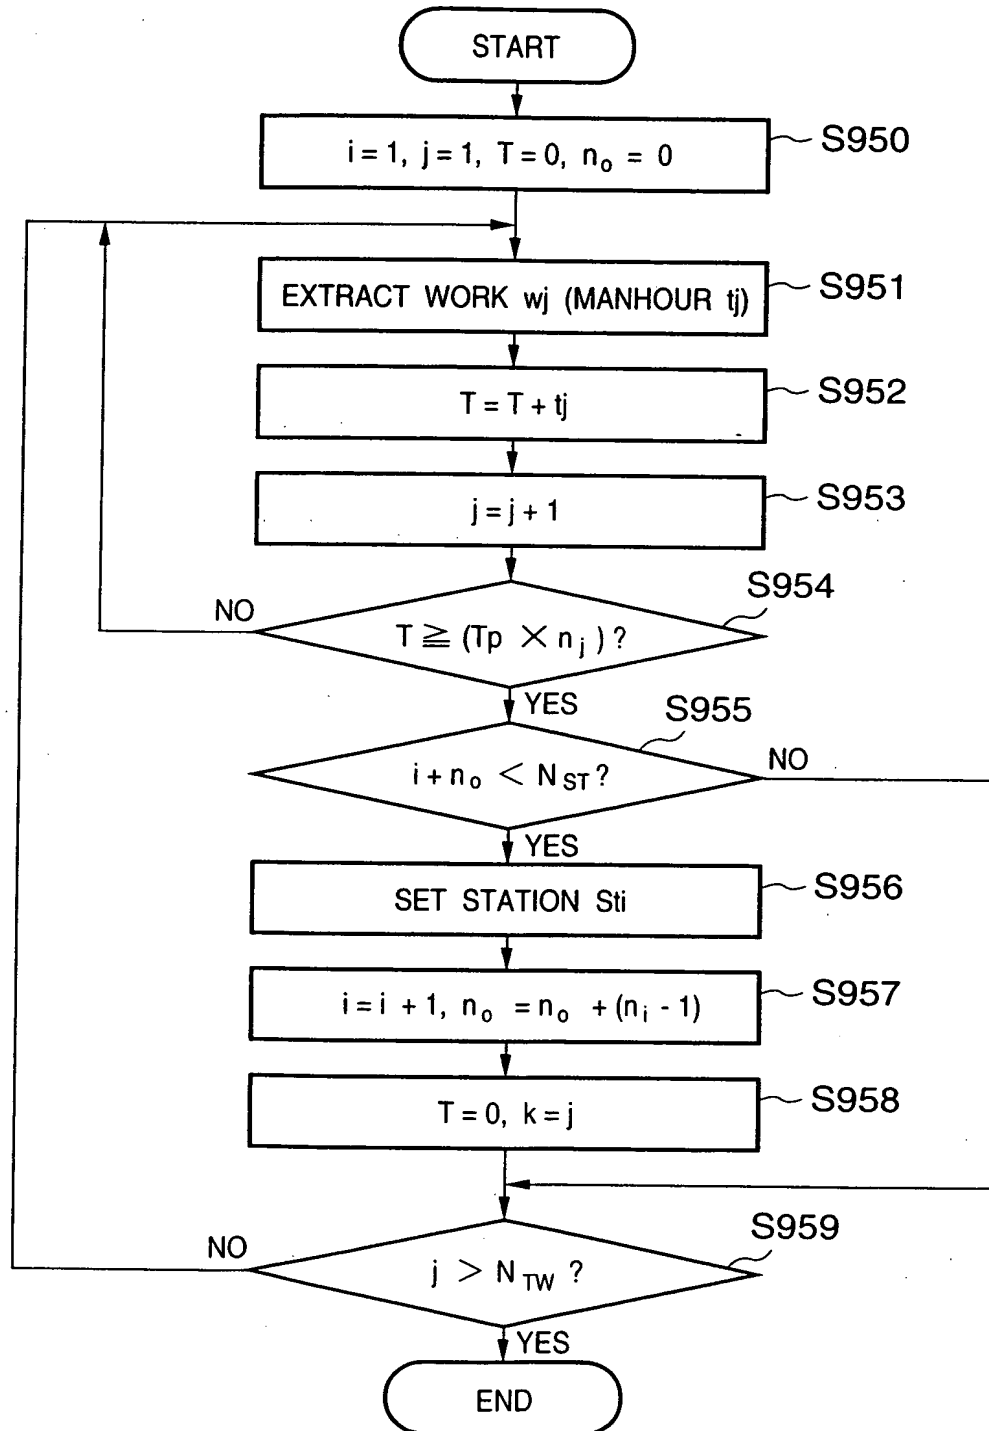 START
i = 1, j = 1, T = 0, n₀ = 0
S950
EXTRACT WORK wj (MANHOUR tj)
S951
T = T + tj
S952
j = j + 1
S953
S954
NO
T ≧ (Tp × nⱼ) ?
YES
S955
i + n₀ < N_ST ?
NO
YES
SET STATION Sti
S956
i = i + 1, n₀ = n₀ + (nᵢ - 1)
S957
T = 0, k = j
S958
S959
NO
j > N_TW ?
YES
END